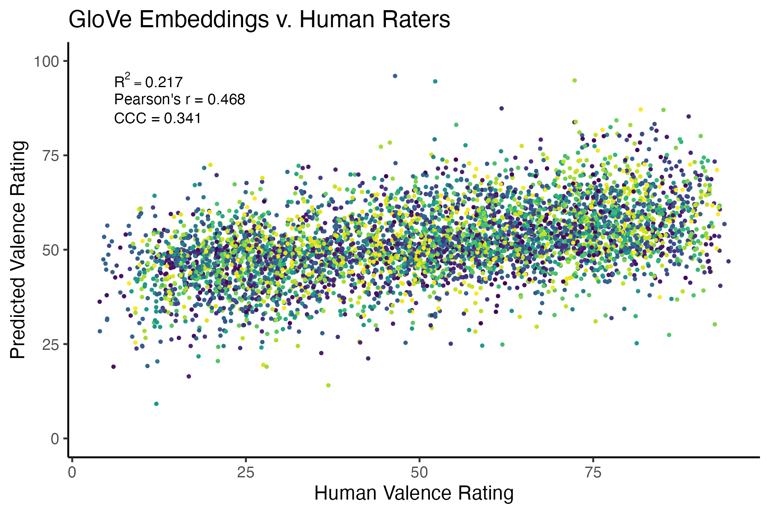 GloVe Embeddings v. Human Raters
R² = 0.217
Pearson's r = 0.468
CCC = 0.341
Predicted Valence Rating
100
75
50
25
0
0 25 50 75
Human Valence Rating